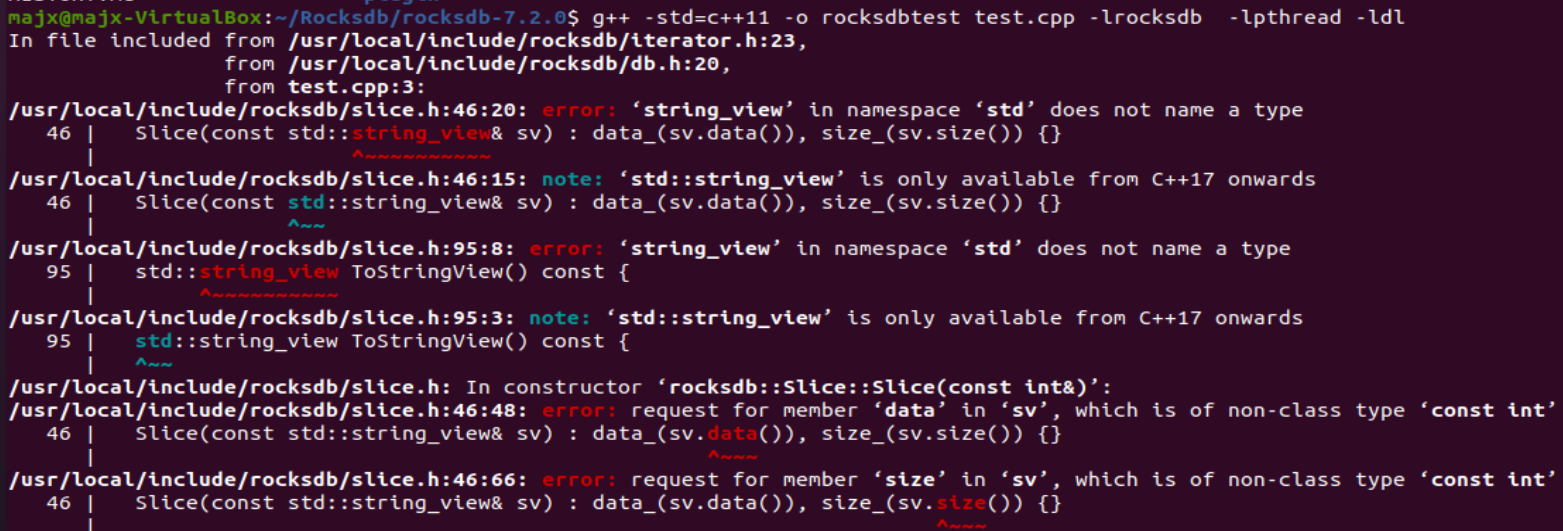 majx@majx-VirtualBox:~/Rocksdb/rocksdb-7.2.0$ g++ -std=c++11 -o rocksdbtest test.cpp -lrocksdb  -lpthread -ldl
In file included from /usr/local/include/rocksdb/iterator.h:23,
                 from /usr/local/include/rocksdb/db.h:20,
                 from test.cpp:3:
/usr/local/include/rocksdb/slice.h:46:20: error: ‘string_view’ in namespace ‘std’ does not name a type
   46 |   Slice(const std::string_view& sv) : data_(sv.data()), size_(sv.size()) {}
      |                    ^~~~~~~~~~~
/usr/local/include/rocksdb/slice.h:46:15: note: ‘std::string_view’ is only available from C++17 onwards
   46 |   Slice(const std::string_view& sv) : data_(sv.data()), size_(sv.size()) {}
      |               ^~~
/usr/local/include/rocksdb/slice.h:95:8: error: ‘string_view’ in namespace ‘std’ does not name a type
   95 |   std::string_view ToStringView() const {
      |        ^~~~~~~~~~~
/usr/local/include/rocksdb/slice.h:95:3: note: ‘std::string_view’ is only available from C++17 onwards
   95 |   std::string_view ToStringView() const {
      |   ^~~
/usr/local/include/rocksdb/slice.h: In constructor ‘rocksdb::Slice::Slice(const int&)’:
/usr/local/include/rocksdb/slice.h:46:48: error: request for member ‘data’ in ‘sv’, which is of non-class type ‘const int’
   46 |   Slice(const std::string_view& sv) : data_(sv.data()), size_(sv.size()) {}
      |                                                ^~~~
/usr/local/include/rocksdb/slice.h:46:66: error: request for member ‘size’ in ‘sv’, which is of non-class type ‘const int’
   46 |   Slice(const std::string_view& sv) : data_(sv.data()), size_(sv.size()) {}
      |                                                                  ^~~~